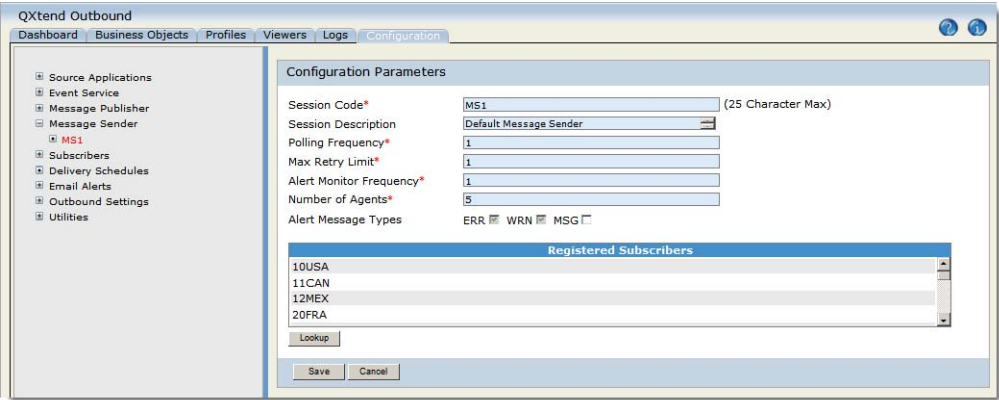 QXtend Outbound
Dashboard Business Objects Profiles Viewers Logs Configuration
Source Applications
Event Service
Message Publisher
Message Sender
MS1
Subscribers
Delivery Schedules
Email Alerts
Outbound Settings
Utilities
Configuration Parameters
Session Code* MS1 (25 Character Max)
Session Description Default Message Sender
Polling Frequency* 1
Max Retry Limit* 1
Alert Monitor Frequency* 1
Number of Agents* 5
Alert Message Types ERR WRN MSG
Registered Subscribers
10USA
11CAN
12MEX
20FRA
Lookup
Save Cancel